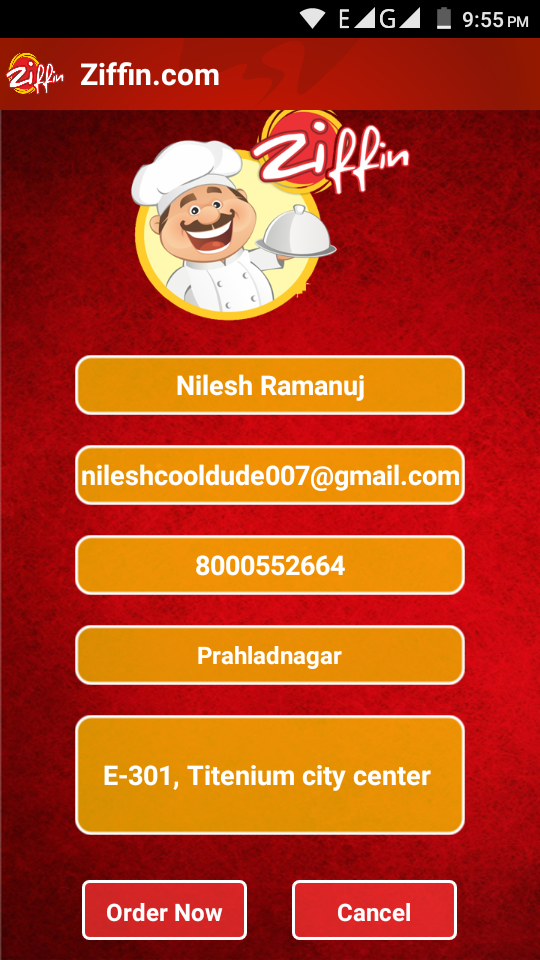 E G 9:55 PM
Ziffin Ziffin.com
Ziffin
Nilesh Ramanuj
nileshcooldude007@gmail.com
8000552664
Prahladnagar
E-301, Titenium city center
Order Now Cancel